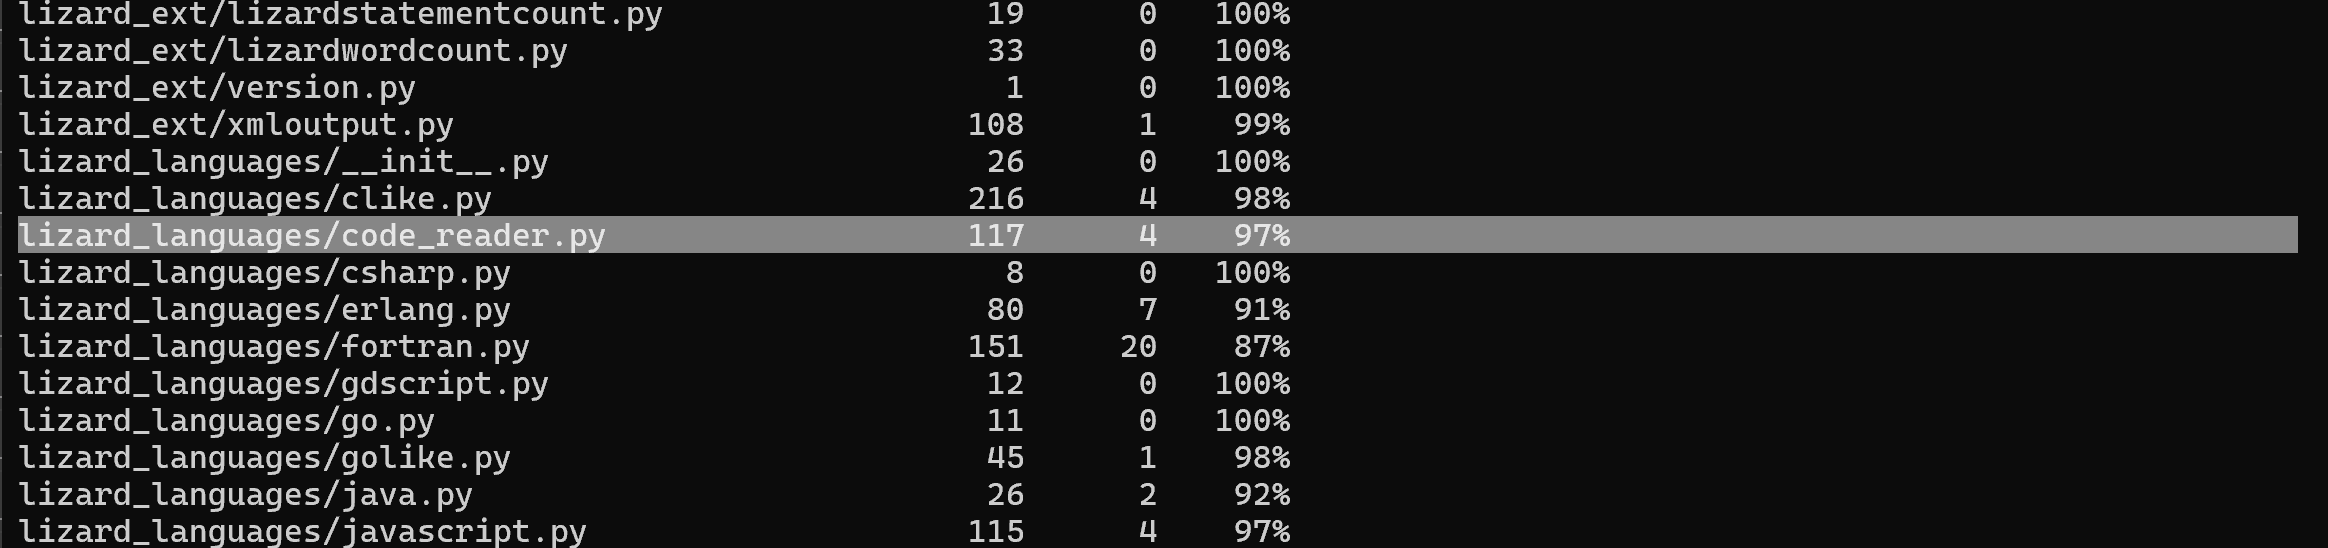 lizard_ext/lizardstatementcount.py 19 0 100%
lizard_ext/lizardwordcount.py 33 0 100%
lizard_ext/version.py 1 0 100%
lizard_ext/xmloutput.py 108 1 99%
lizard_languages/__init__.py 26 0 100%
lizard_languages/clike.py 216 4 98%
lizard_languages/code_reader.py 117 4 97%
lizard_languages/csharp.py 8 0 100%
lizard_languages/erlang.py 80 7 91%
lizard_languages/fortran.py 151 20 87%
lizard_languages/gdscript.py 12 0 100%
lizard_languages/go.py 11 0 100%
lizard_languages/golike.py 45 1 98%
lizard_languages/java.py 26 2 92%
lizard_languages/javascript.py 115 4 97%